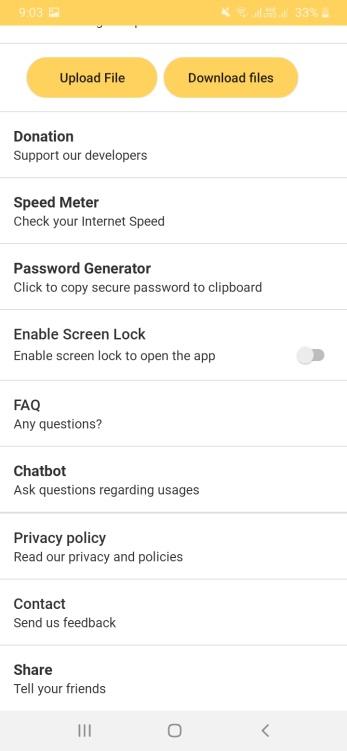 9:03 33%
Upload File Download files
Donation
Support our developers
Speed Meter
Check your Internet Speed
Password Generator
Click to copy secure password to clipboard
Enable Screen Lock
Enable screen lock to open the app
FAQ
Any questions?
Chatbot
Ask questions regarding usages
Privacy policy
Read our privacy and policies
Contact
Send us feedback
Share
Tell your friends